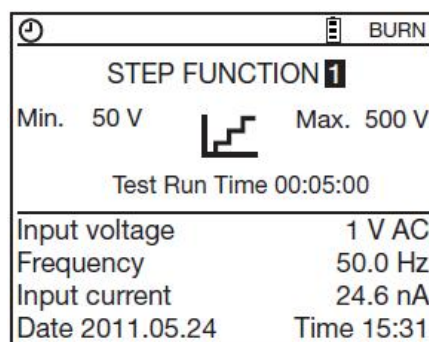 BURN
STEP FUNCTION 1
Min. 50 V Max. 500 V
Test Run Time 00:05:00
Input voltage 1 V AC
Frequency 50.0 Hz
Input current 24.6 nA
Date 2011.05.24 Time 15:31